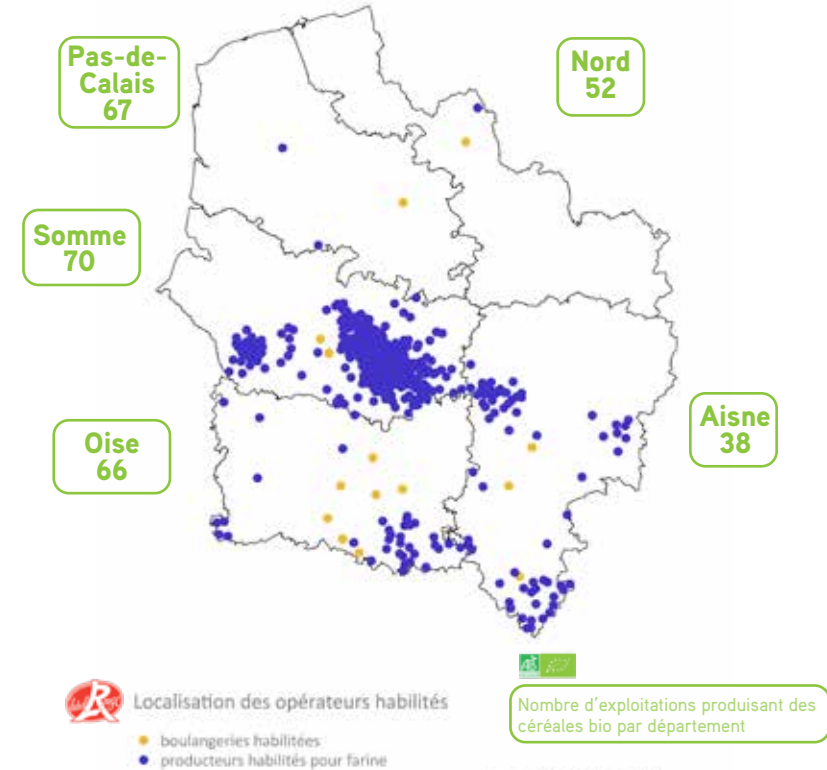 Pas-de-
Calais
67
Nord
52
Somme
70
Oise
66
Aisne
38
Localisation des opérateurs habilités
boulangeries habilitées
producteurs habilités pour farine
AB
Nombre d'exploitations produisant des
céréales bio par département